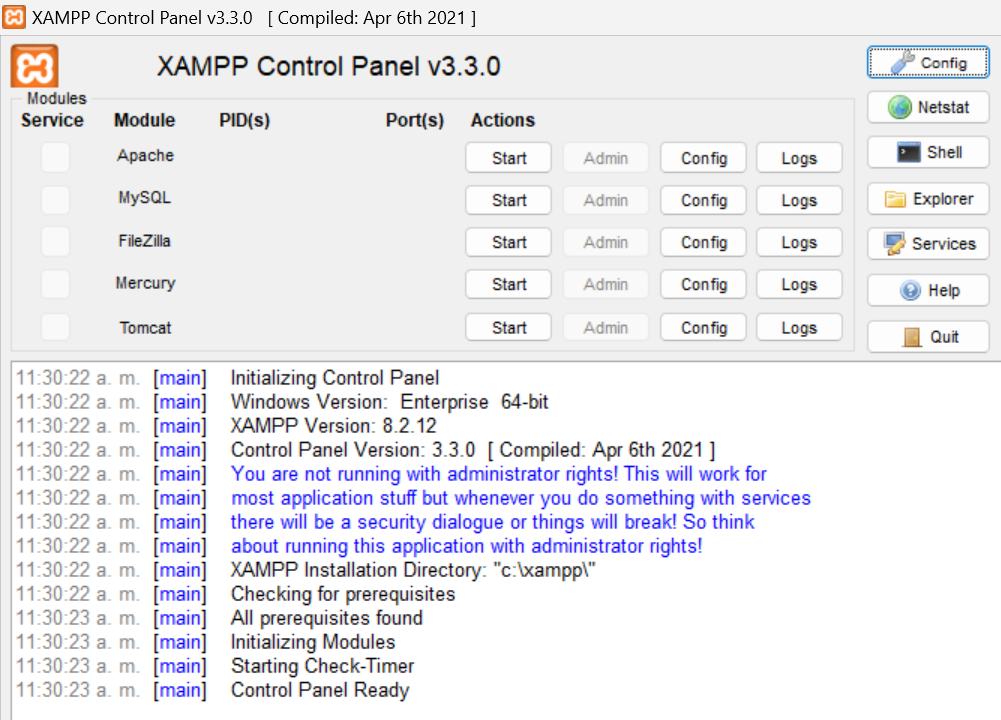 XAMPP Control Panel v3.3.0 [ Compiled: Apr 6th 2021 ]
XAMPP Control Panel v3.3.0
Config
Modules
Service Module PID(s) Port(s) Actions
Netstat
Apache Start Admin Config Logs
Shell
MySQL Start Admin Config Logs
Explorer
FileZilla Start Admin Config Logs
Services
Mercury Start Admin Config Logs
Help
Tomcat Start Admin Config Logs
Quit
11:30:22 a. m. [main] Initializing Control Panel
11:30:22 a. m. [main] Windows Version: Enterprise 64-bit
11:30:22 a. m. [main] XAMPP Version: 8.2.12
11:30:22 a. m. [main] Control Panel Version: 3.3.0 [ Compiled: Apr 6th 2021 ]
11:30:22 a. m. [main] You are not running with administrator rights! This will work for
11:30:22 a. m. [main] most application stuff but whenever you do something with services
11:30:22 a. m. [main] there will be a security dialogue or things will break! So think
11:30:22 a. m. [main] about running this application with administrator rights!
11:30:22 a. m. [main] XAMPP Installation Directory: "c:\xampp\"
11:30:22 a. m. [main] Checking for prerequisites
11:30:23 a. m. [main] All prerequisites found
11:30:23 a. m. [main] Initializing Modules
11:30:23 a. m. [main] Starting Check-Timer
11:30:23 a. m. [main] Control Panel Ready